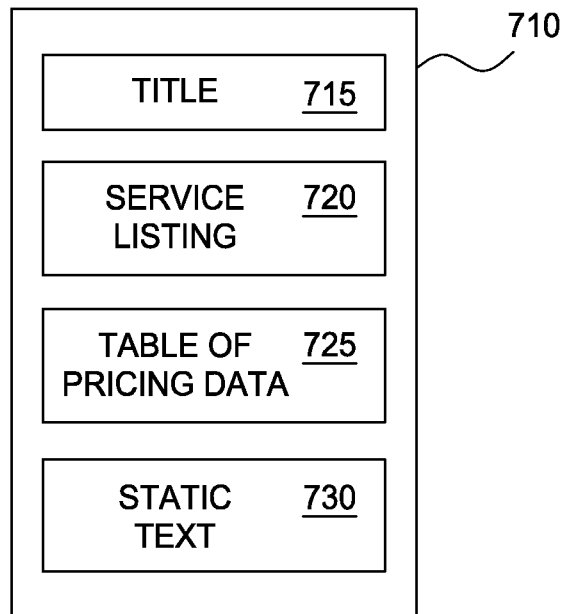 710
TITLE 715
SERVICE 720
LISTING
TABLE OF 725
PRICING DATA
STATIC 730
TEXT